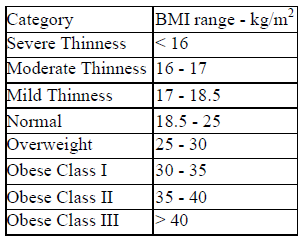 Category BMI range - kg/m²
Severe Thinness < 16
Moderate Thinness 16 - 17
Mild Thinness 17 - 18.5
Normal 18.5 - 25
Overweight 25 - 30
Obese Class I 30 - 35
Obese Class II 35 - 40
Obese Class III > 40